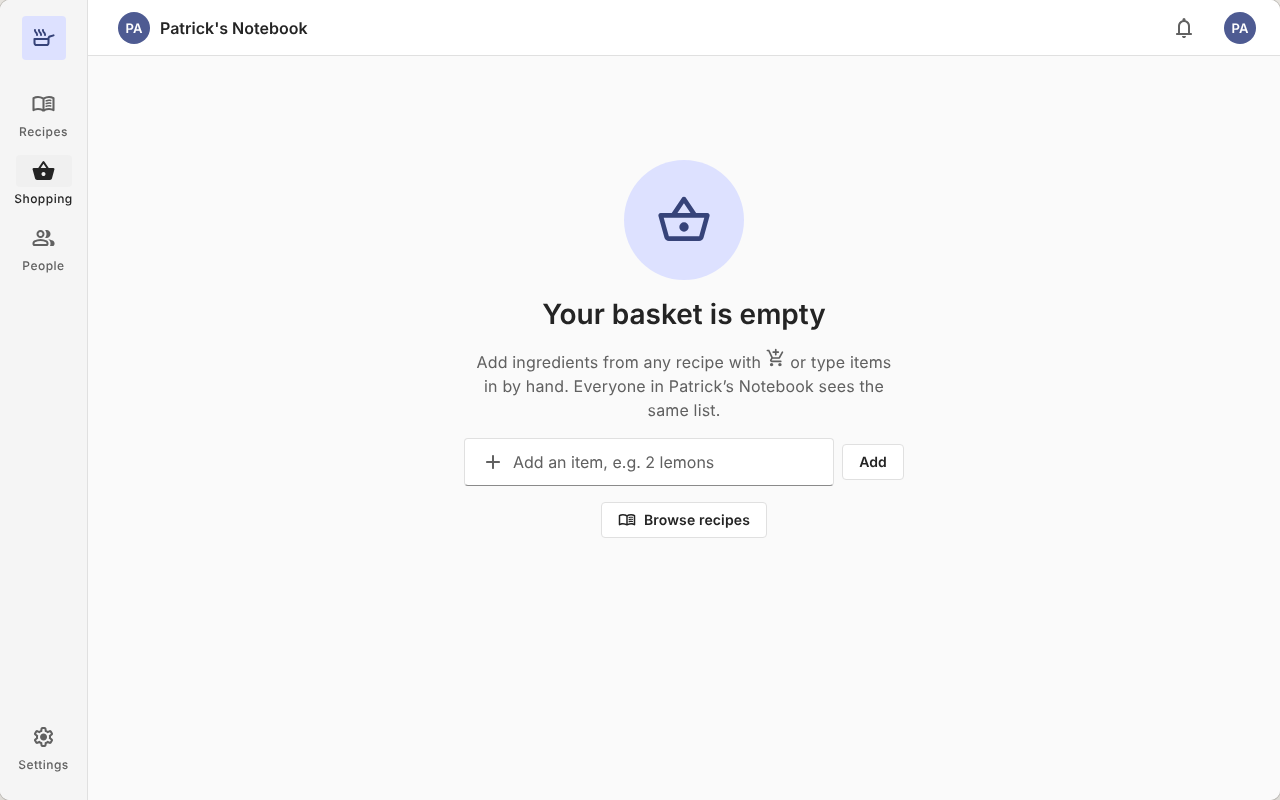 PA Patrick's Notebook
PA
Recipes
Shopping
People
Settings
Your basket is empty
Add ingredients from any recipe with or type items
in by hand. Everyone in Patrick’s Notebook sees the
same list.
Add an item, e.g. 2 lemons
Add
Browse recipes